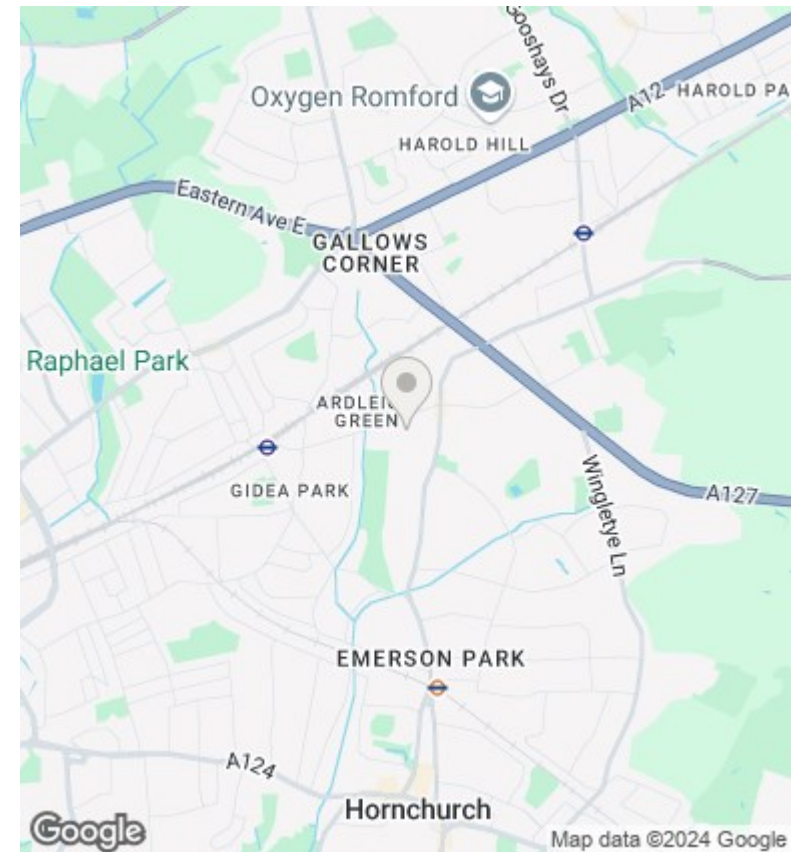 Gooshays Dr
Oxygen Romford
A12
HAROLD PA
HAROLD HILL
Eastern Ave E
GALLOWS
CORNER
Raphael Park
ARDLEIG
GREEN
GIDEA PARK
Wingletye Ln
A127
EMERSON PARK
A124
Hornchurch
Google
Map data ©2024 Google